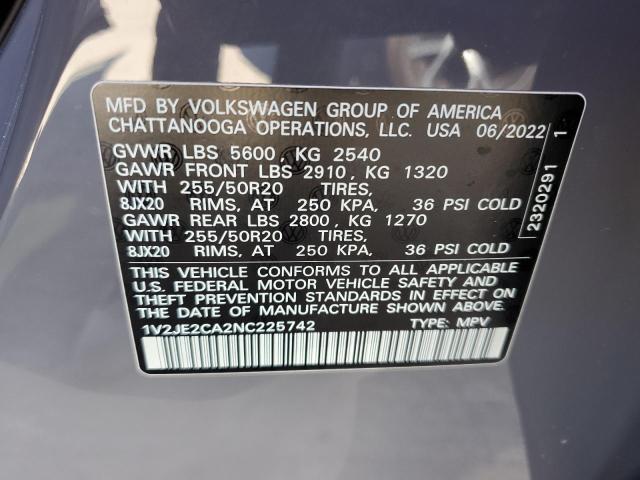 MFD BY VOLKSWAGEN GROUP OF AMERICA
CHATTANOOGA OPERATIONS, LLC. USA 06/2022 1
GVWR LBS 5600, KG 2540
GAWR FRONT LBS 2910, KG 1320
WITH 255/50R20 TIRES,
8JX20 RIMS, AT 250 KPA, 36 PSI COLD
GAWR REAR LBS 2800, KG 1270
WITH 255/50R20 TIRES,
8JX20 RIMS, AT 250 KPA, 36 PSI COLD
THIS VEHICLE CONFORMS TO ALL APPLICABLE
U.S. FEDERAL MOTOR VEHICLE SAFETY AND
THEFT PREVENTION STANDARDS IN EFFECT ON
THE DATE OF MANUFACTURE SHOWN ABOVE.
1V2JE2CA2NC225742 TYPE: MPV
2320291